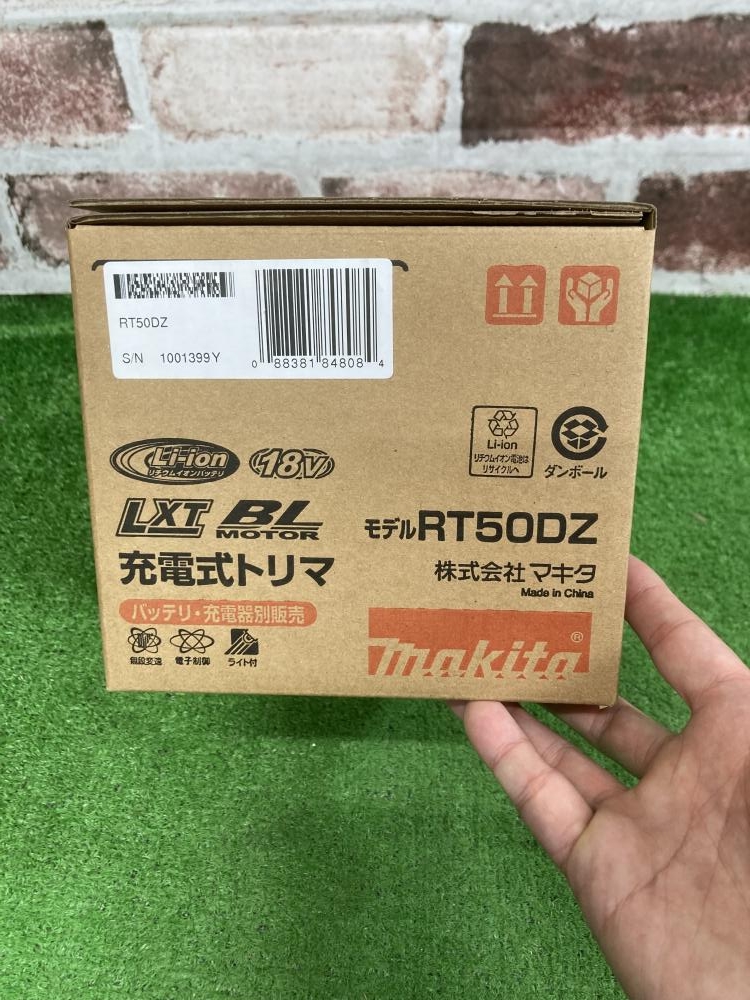 RT50DZ
S/N 1001399Y
0 88381 84808 4
Li-ion
リチウムイオン電池は
リサイクルへ
ダンボール
Li-ion
リチウムイオンバッテリ
18V
LXT BL
MOTOR
モデルRT50DZ
充電式トリマ
株式会社 マキタ
Made in China
バッテリ・充電器別販売
無段変速 電子制御 ライト付
makita®